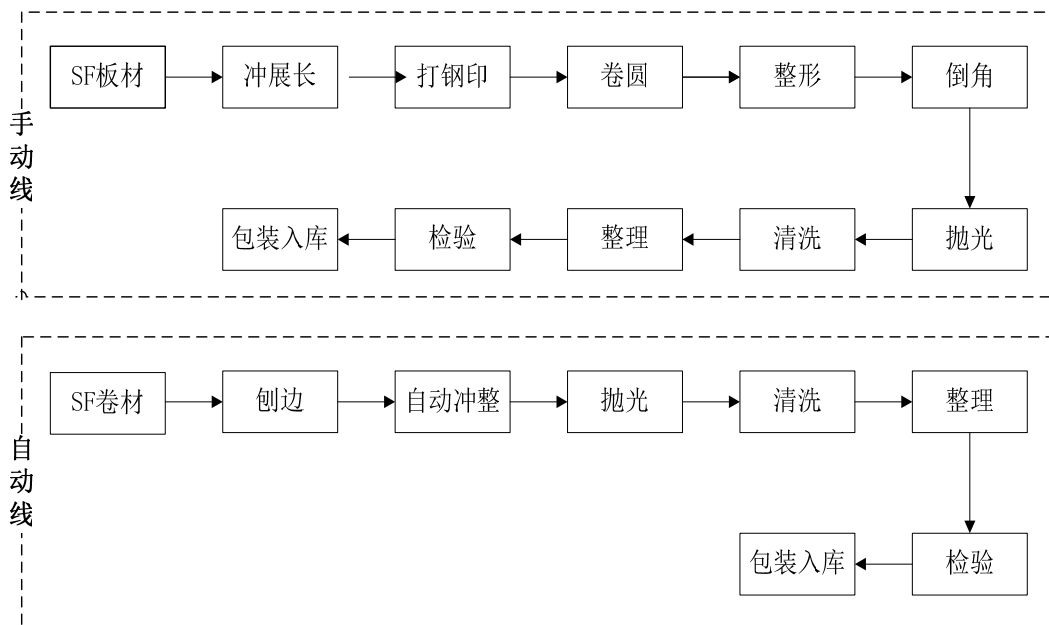 SF板材
冲展长
打钢印
卷圆
整形
倒角
手动线
包装入库
检验
整理
清洗
抛光
SF卷材
刨边
自动冲整
抛光
清洗
整理
自动线
包装入库
检验